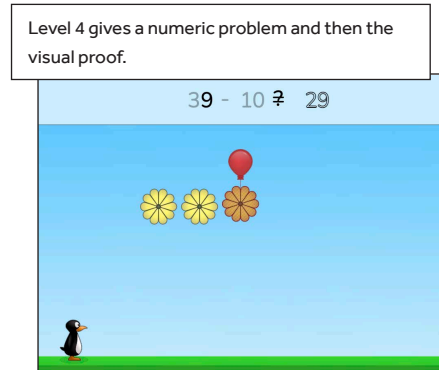 Level 4 gives a numeric problem and then the
visual proof.
39 - 10 ≟ 29